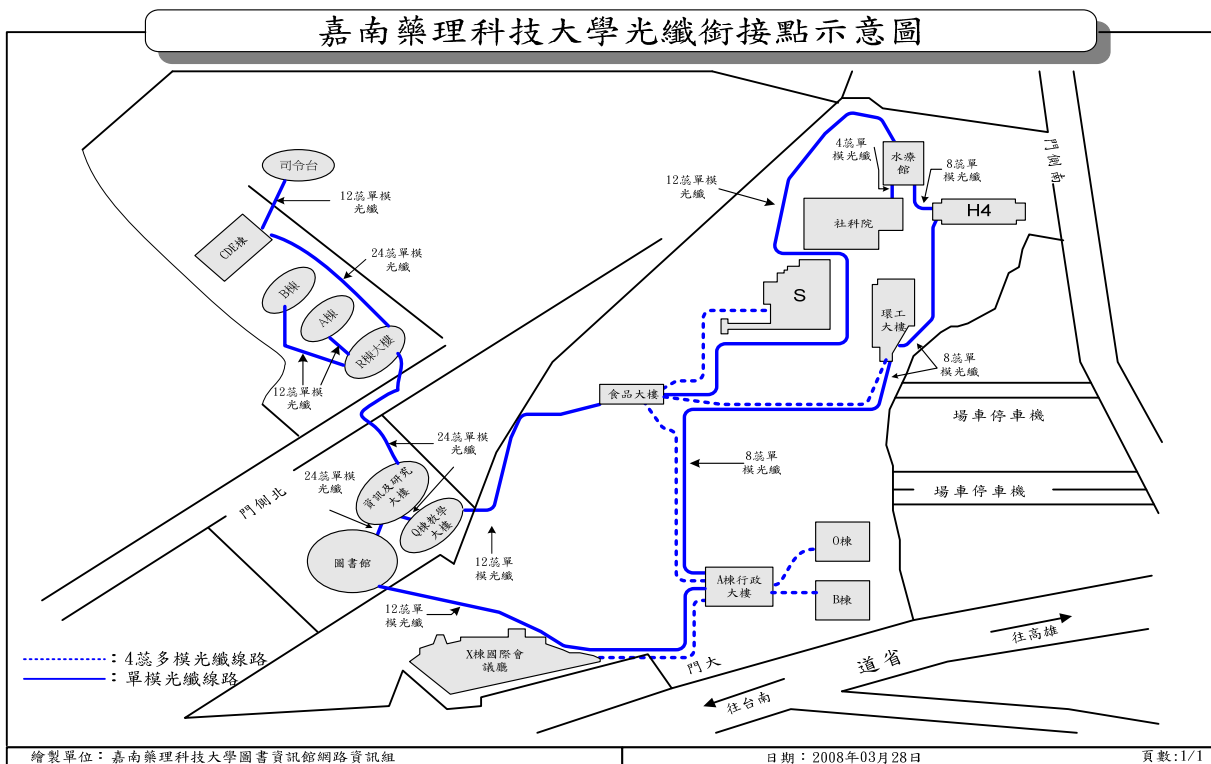 嘉南藥理科技大學光纖銜接點示意圖
司令台
12蕊單模
光纖
CDE棟
24蕊單模
光纖
B棟
A棟
R棟大樓
12蕊單模
光纖
12蕊單模
光纖
4蕊單
模光纖
水療
館
8蕊單
模光纖
門側南
社科院
H4
S
環工
大樓
8蕊單
模光纖
食品大樓
場車停車機
24蕊單模
光纖
8蕊單
模光纖
24蕊單模
光纖
資訊及研究
大樓
Q棟教學
大樓
場車停車機
門側北
圖書館
12蕊單
模光纖
O棟
A棟行政
大樓
B棟
12蕊單
模光纖
往高雄
X棟國際會
議廳
門大
道省
往台南
：4蕊多模光纖線路
：單模光纖線路
繪製單位：嘉南藥理科技大學圖書資訊館網路資訊組
日期：2008年03月28日
頁數:1/1